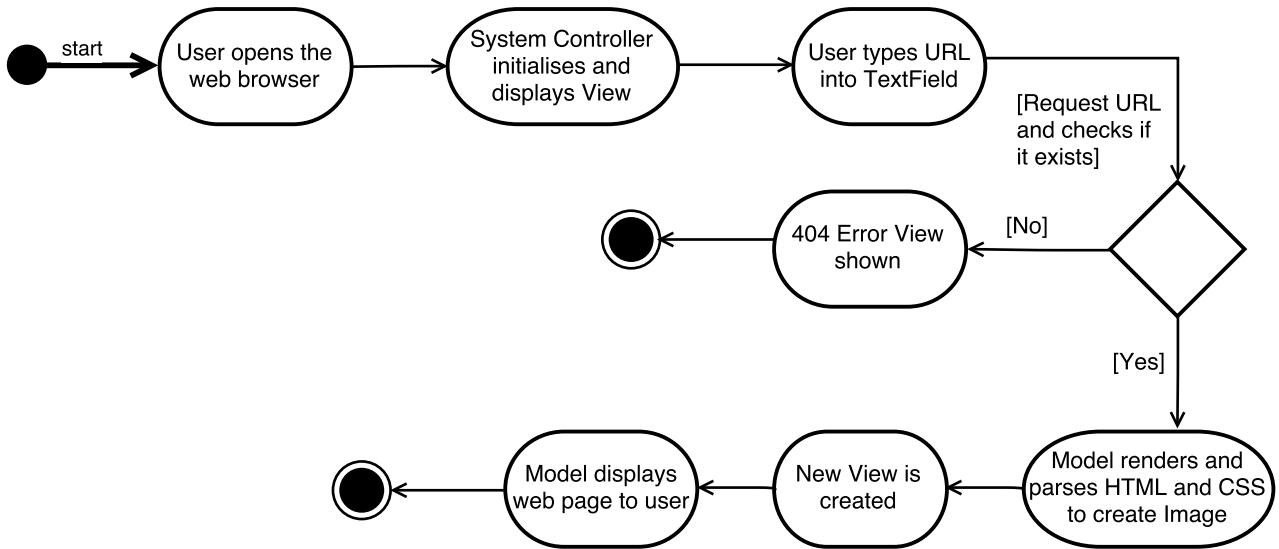 start
User opens the
web browser
System Controller
initialises and
displays View
User types URL
into TextField
[Request URL
and checks if
it exists]
[No]
404 Error View
shown
[Yes]
Model renders and
parses HTML and CSS
to create Image
New View is
created
Model displays
web page to user